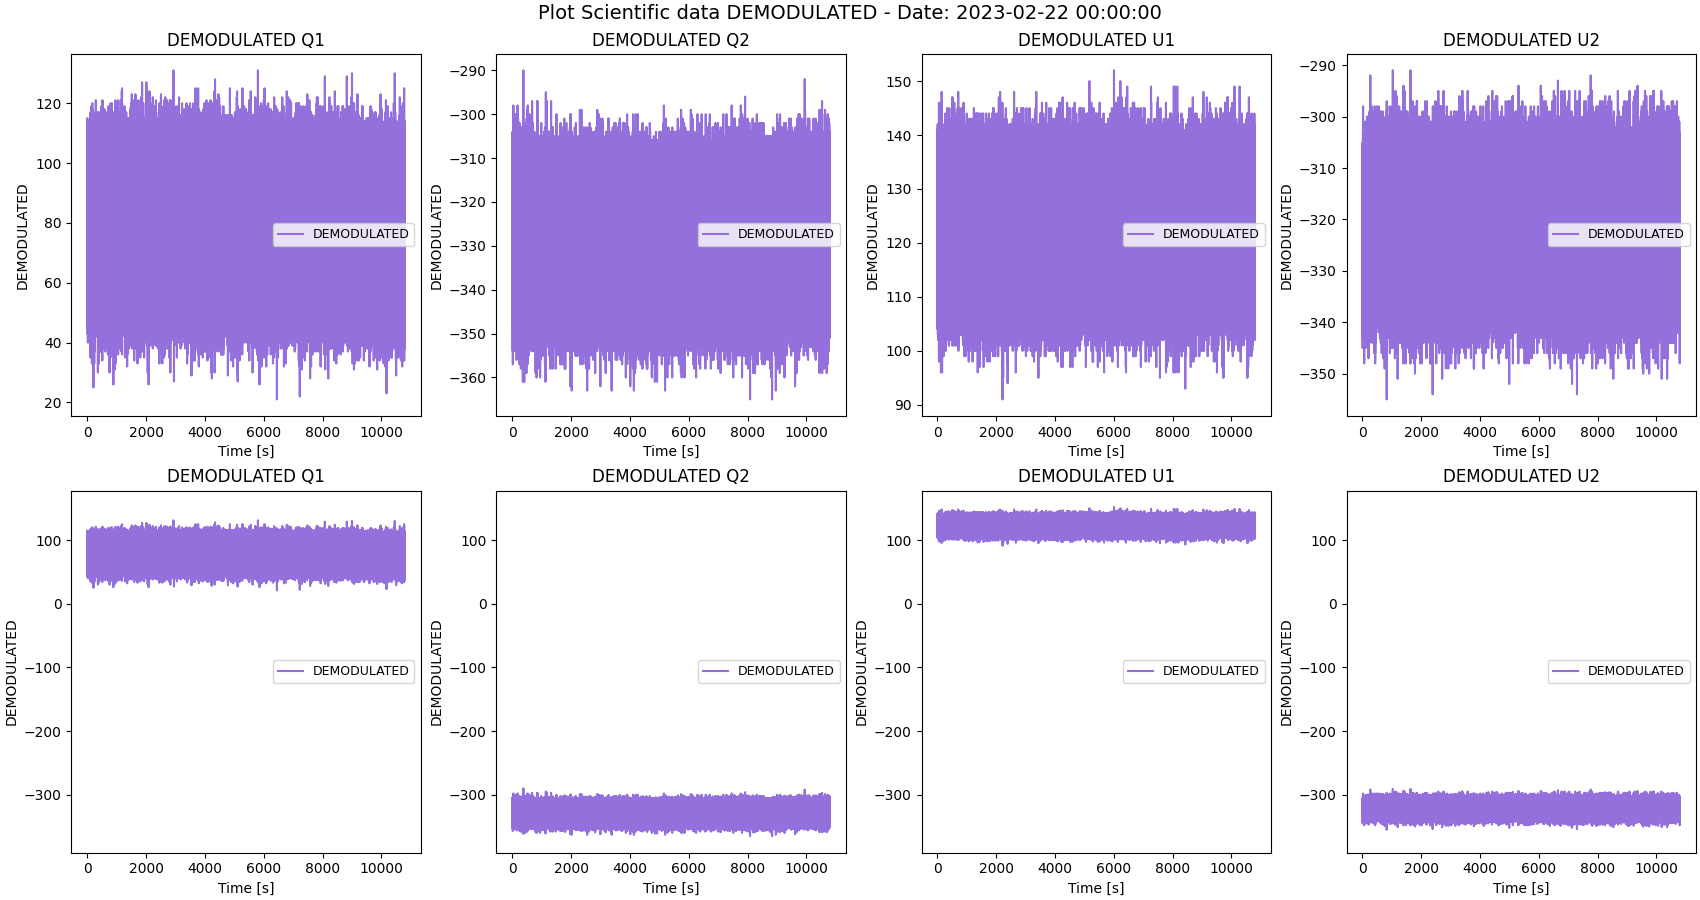 Plot Scientific data DEMODULATED - Date: 2023-02-22 00:00:00
DEMODULATED Q1
DEMODULATED
120
100
80
60
40
20
DEMODULATED
0 2000 4000 6000 8000 10000
Time [s]
DEMODULATED Q2
DEMODULATED
−290
−300
−310
−320
−330
−340
−350
−360
DEMODULATED
0 2000 4000 6000 8000 10000
Time [s]
DEMODULATED U1
DEMODULATED
150
140
130
120
110
100
90
DEMODULATED
0 2000 4000 6000 8000 10000
Time [s]
DEMODULATED U2
DEMODULATED
−290
−300
−310
−320
−330
−340
−350
DEMODULATED
0 2000 4000 6000 8000 10000
Time [s]
DEMODULATED Q1
DEMODULATED
100
0
−100
−200
−300
DEMODULATED
0 2000 4000 6000 8000 10000
Time [s]
DEMODULATED Q2
DEMODULATED
100
0
−100
−200
−300
DEMODULATED
0 2000 4000 6000 8000 10000
Time [s]
DEMODULATED U1
DEMODULATED
100
0
−100
−200
−300
DEMODULATED
0 2000 4000 6000 8000 10000
Time [s]
DEMODULATED U2
DEMODULATED
100
0
−100
−200
−300
DEMODULATED
0 2000 4000 6000 8000 10000
Time [s]